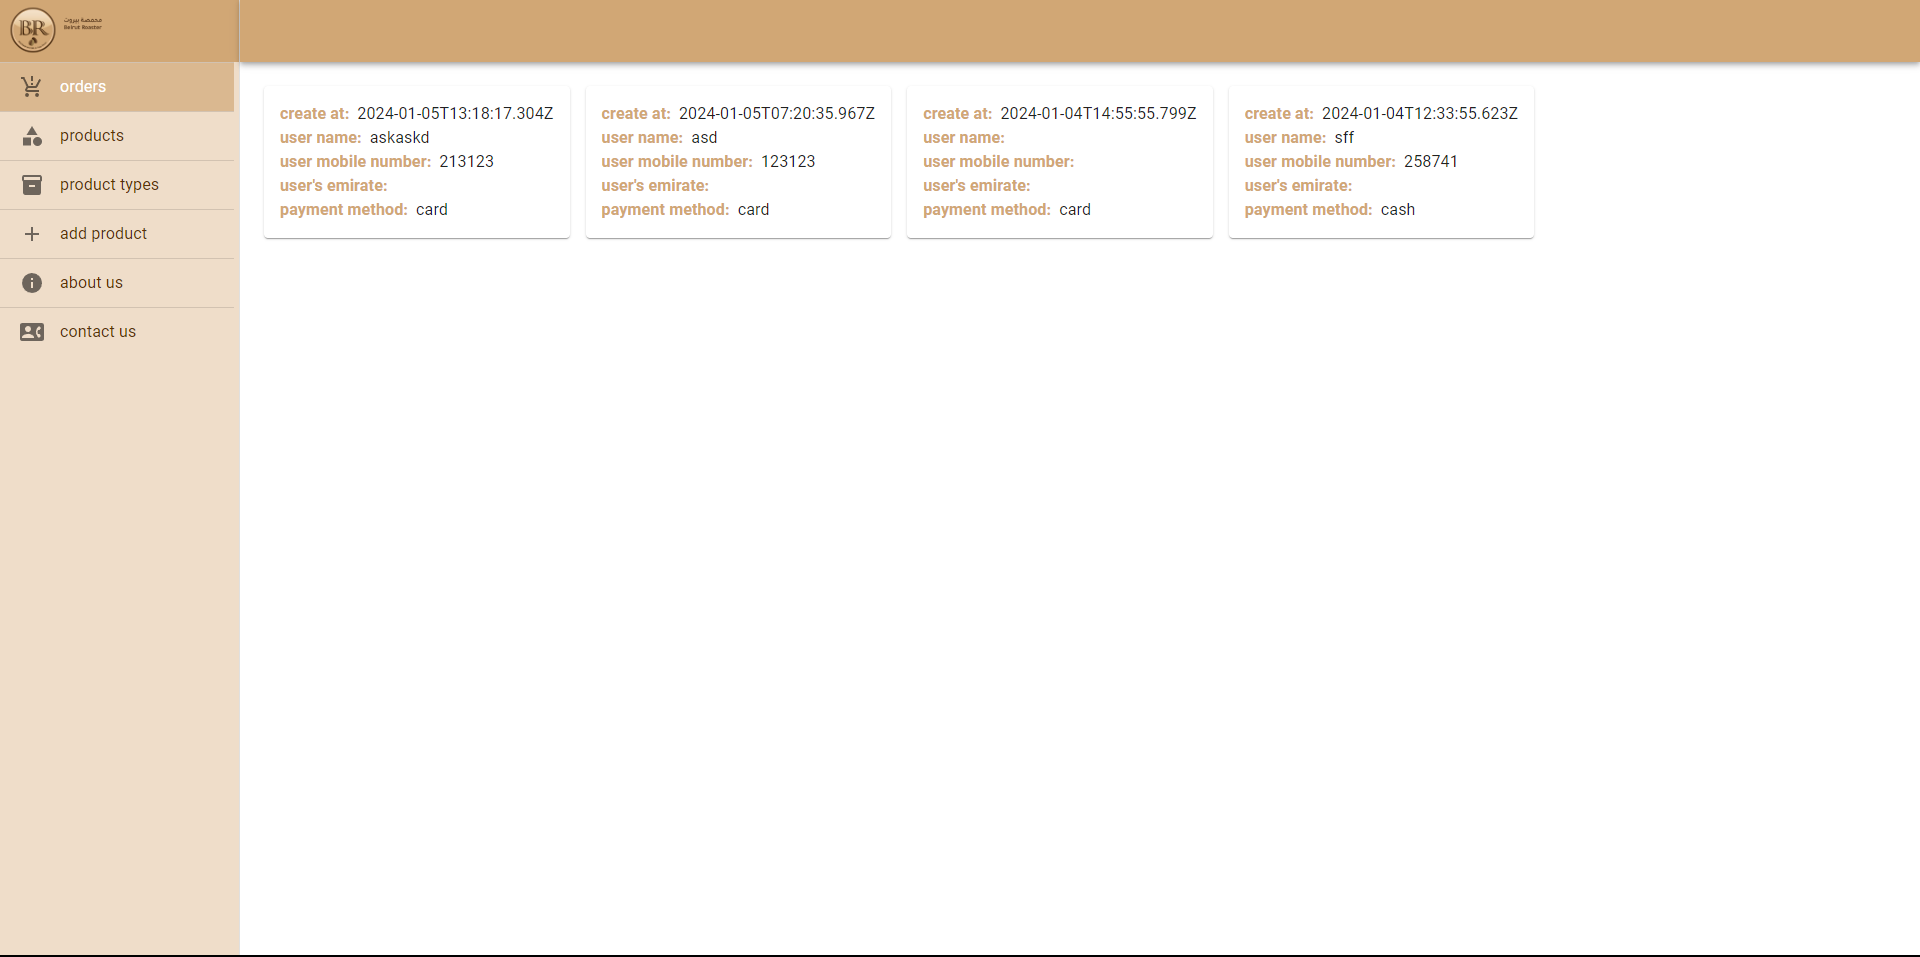 BR
محمصة بيروت
Beirut Roaster
orders
products
product types
add product
about us
contact us
create at: 2024-01-05T13:18:17.304Z
user name: askaskd
user mobile number: 213123
user's emirate:
payment method: card
create at: 2024-01-05T07:20:35.967Z
user name: asd
user mobile number: 123123
user's emirate:
payment method: card
create at: 2024-01-04T14:55:55.799Z
user name:
user mobile number:
user's emirate:
payment method: card
create at: 2024-01-04T12:33:55.623Z
user name: sff
user mobile number: 258741
user's emirate:
payment method: cash